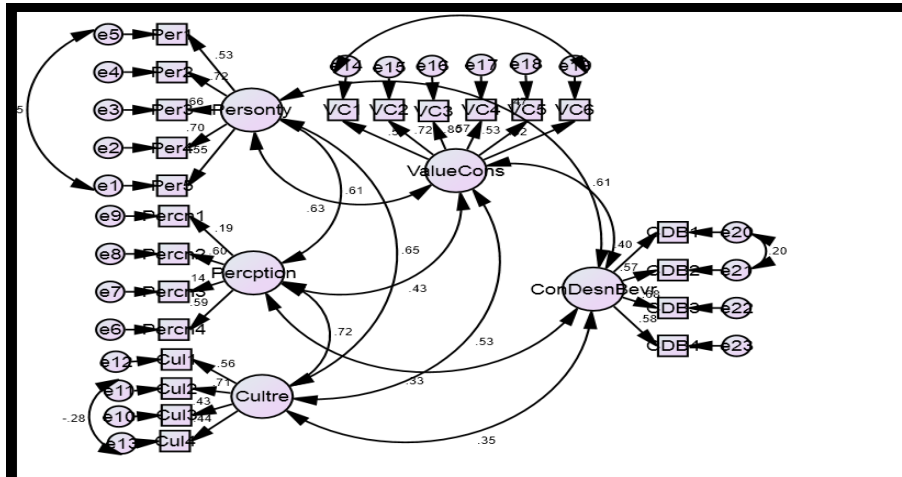 e5 Per1
.53
e4 Per2 .72
e3 Per3 .66 Personty
e2 Per4 .70
.55
e1 Per5
e9 Percn1
.19
e8 Percn2 .60
Percption
e7 Percn3 .14
e6 Percn4 .59
e12 Cul1 .56
e11 Cul2 .71
Cultre
e10 Cul3 .43
e13 Cul4 .44
-.28
e14 e15 e16 e17 e18 e19
VC1 VC2 VC3 VC4 VC5 VC6
.72 .57 .53
ValueCons
.61
.63
.65
.43
.72
.33
.53
.61
.35
ConDesnBevr
.40 CDB1 e20
.57 CDB2 e21
.20
CDB3 e22
.58 CDB4 e23